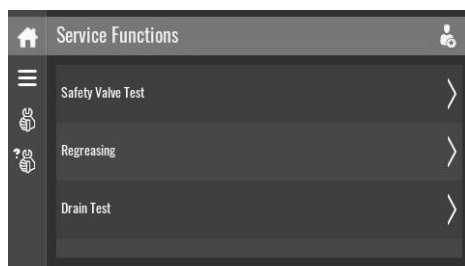 Service Functions
Safety Valve Test
Regreasing
Drain Test